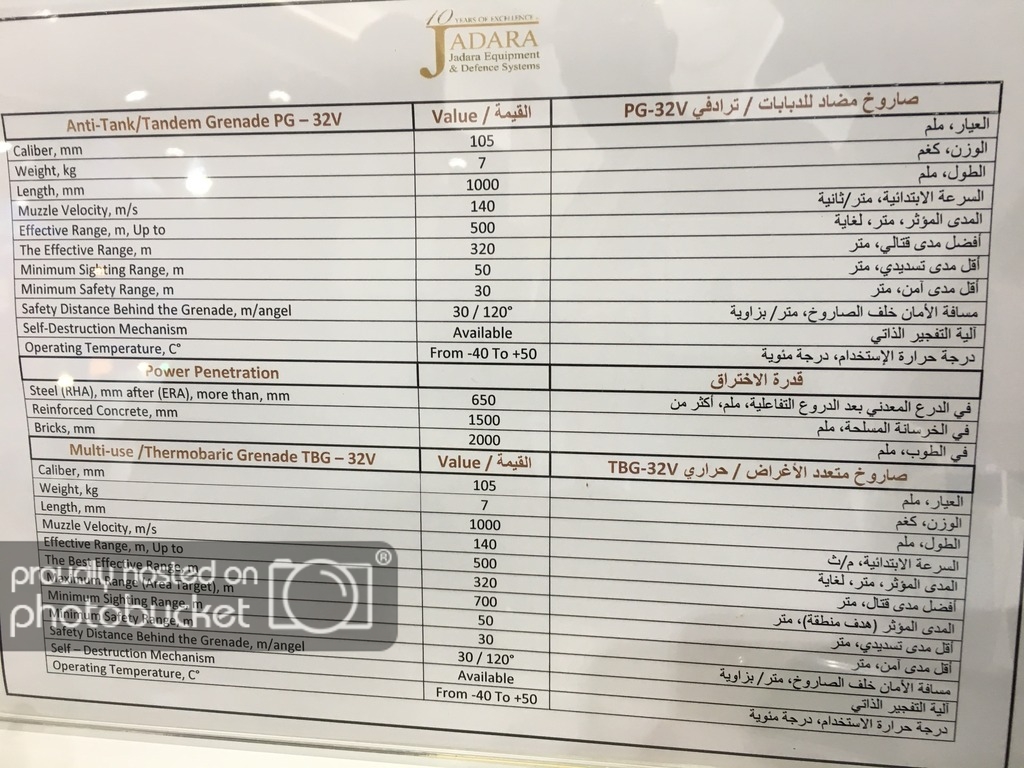 10 YEARS OF EXCELLENCE
JADARA
Jadara Equipment
& Defence Systems
Anti-Tank/Tandem Grenade PG – 32V Value / القيمة صاروخ مضاد للدبابات / ترادفي PG-32V
Caliber, mm 105 العيار، ملم
Weight, kg 7 الوزن، كغم
Length, mm 1000 الطول، ملم
Muzzle Velocity, m/s 140 السرعة الابتدائية، متر/ثانية
Effective Range, m, Up to 500 المدى المؤثر، متر، لغاية
The Effective Range, m 320 أفضل مدى قتالي، متر
Minimum Sighting Range, m 50 أقل مدى تسديدي، متر
Minimum Safety Range, m 30 أقل مدى آمن، متر
Safety Distance Behind the Grenade, m/angel 30 / 120° مسافة الأمان خلف الصاروخ، متر/ بزاوية
Self-Destruction Mechanism Available آلية التفجير الذاتي
Operating Temperature, C° From -40 To +50 درجة حرارة الإستخدام، درجة مئوية
Power Penetration قدرة الاختراق
Steel (RHA), mm after (ERA), more than, mm 650 في الدرع المعدني بعد الدروع التفاعلية، ملم، أكثر من
Reinforced Concrete, mm 1500 في الخرسانة المسلحة، ملم
Bricks, mm 2000 في الطوب، ملم
Multi-use /Thermobaric Grenade TBG – 32V Value / القيمة صاروخ متعدد الأغراض / حراري TBG-32V
Caliber, mm 105 العيار، ملم
Weight, kg 7 الوزن، كغم
Length, mm 1000 الطول، ملم
Muzzle Velocity, m/s 140 السرعة الابتدائية، م/ث
Effective Range, m, Up to 500 المدى المؤثر، متر، لغاية
The Best Effective Range, m 320 أفضل مدى قتال، متر
Maximum Range (Area Target), m 700 المدى المؤثر (هدف منطقة)، متر
Minimum Sighting Range, m 50 أقل مدى تسديدي، متر
Minimum Safety Range, m 30 أقل مدى آمن، متر
Safety Distance Behind the Grenade, m/angel 30 / 120° مسافة الأمان خلف الصاروخ، متر/ بزاوية
Self – Destruction Mechanism Available آلية التفجير الذاتي
Operating Temperature, C° From -40 To +50 درجة حرارة الاستخدام، درجة مئوية
proudly hosted on
photobucket
®